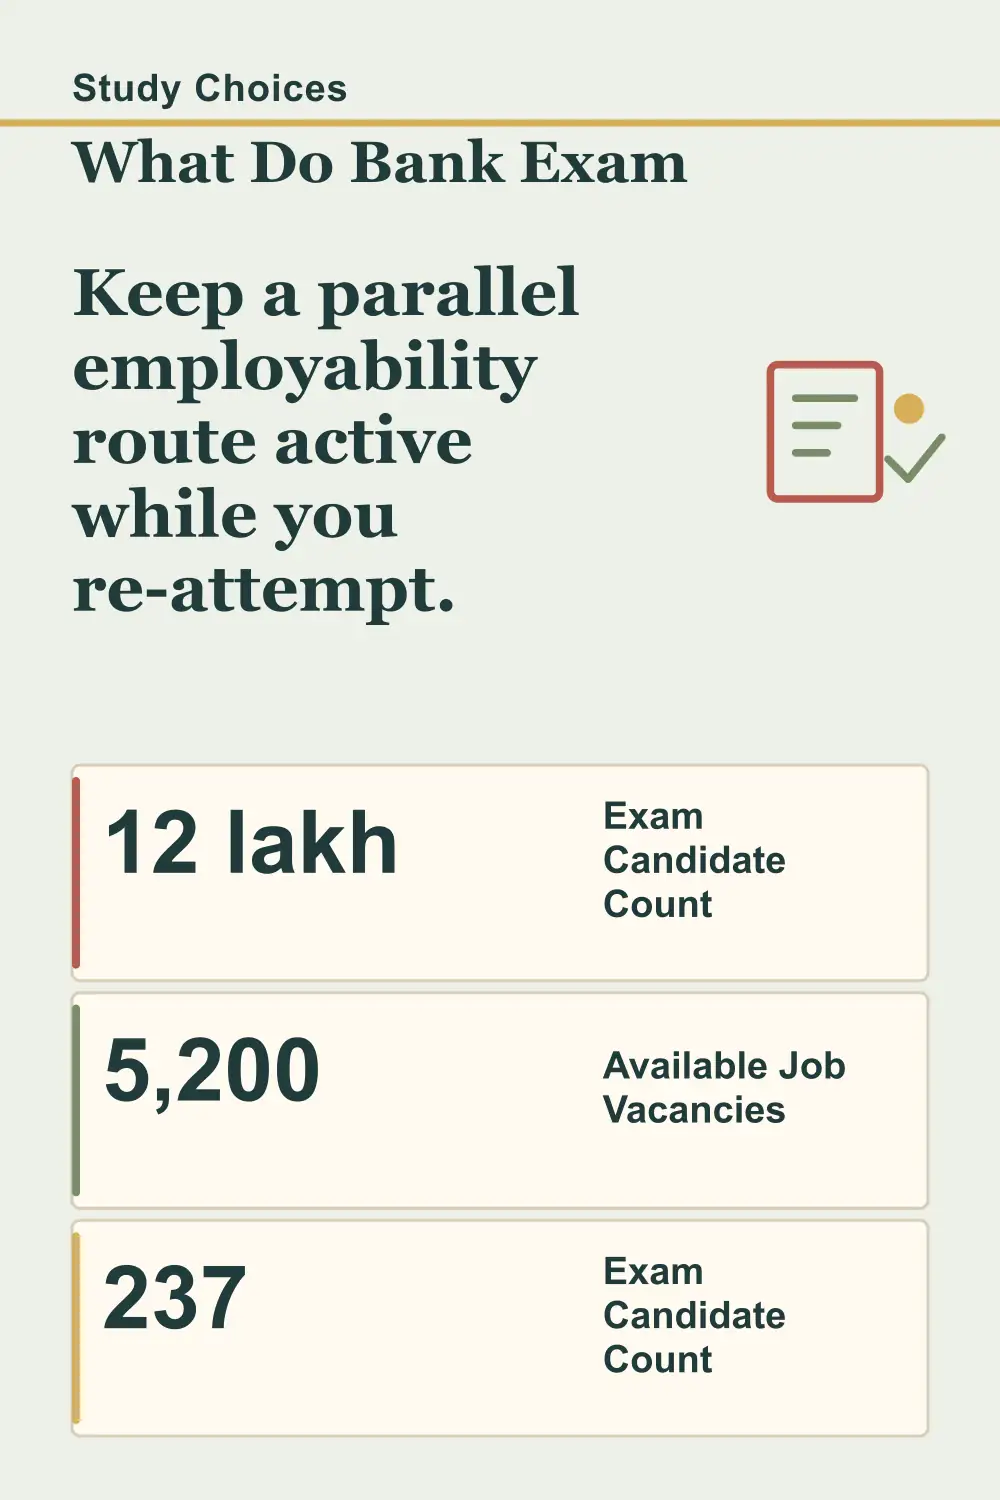 Study Choices
What Do Bank Exam
Keep a parallel
employability
route active
while you
re-attempt.
12 lakh
Exam
Candidate
Count
5,200
Available Job
Vacancies
237
Exam
Candidate
Count